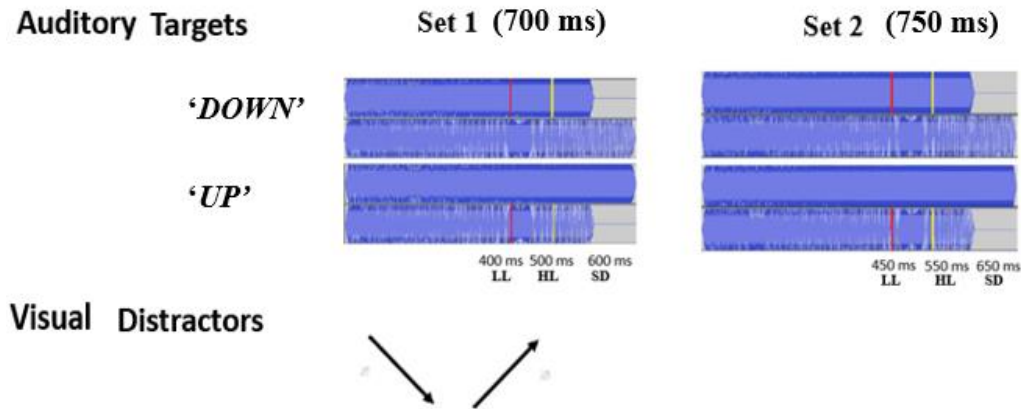 Auditory Targets Set 1 (700 ms) Set 2 (750 ms)
‘DOWN’
‘UP’
400 ms 500 ms 600 ms 450 ms 550 ms 650 ms
LL HL SD LL HL SD
Visual Distractors